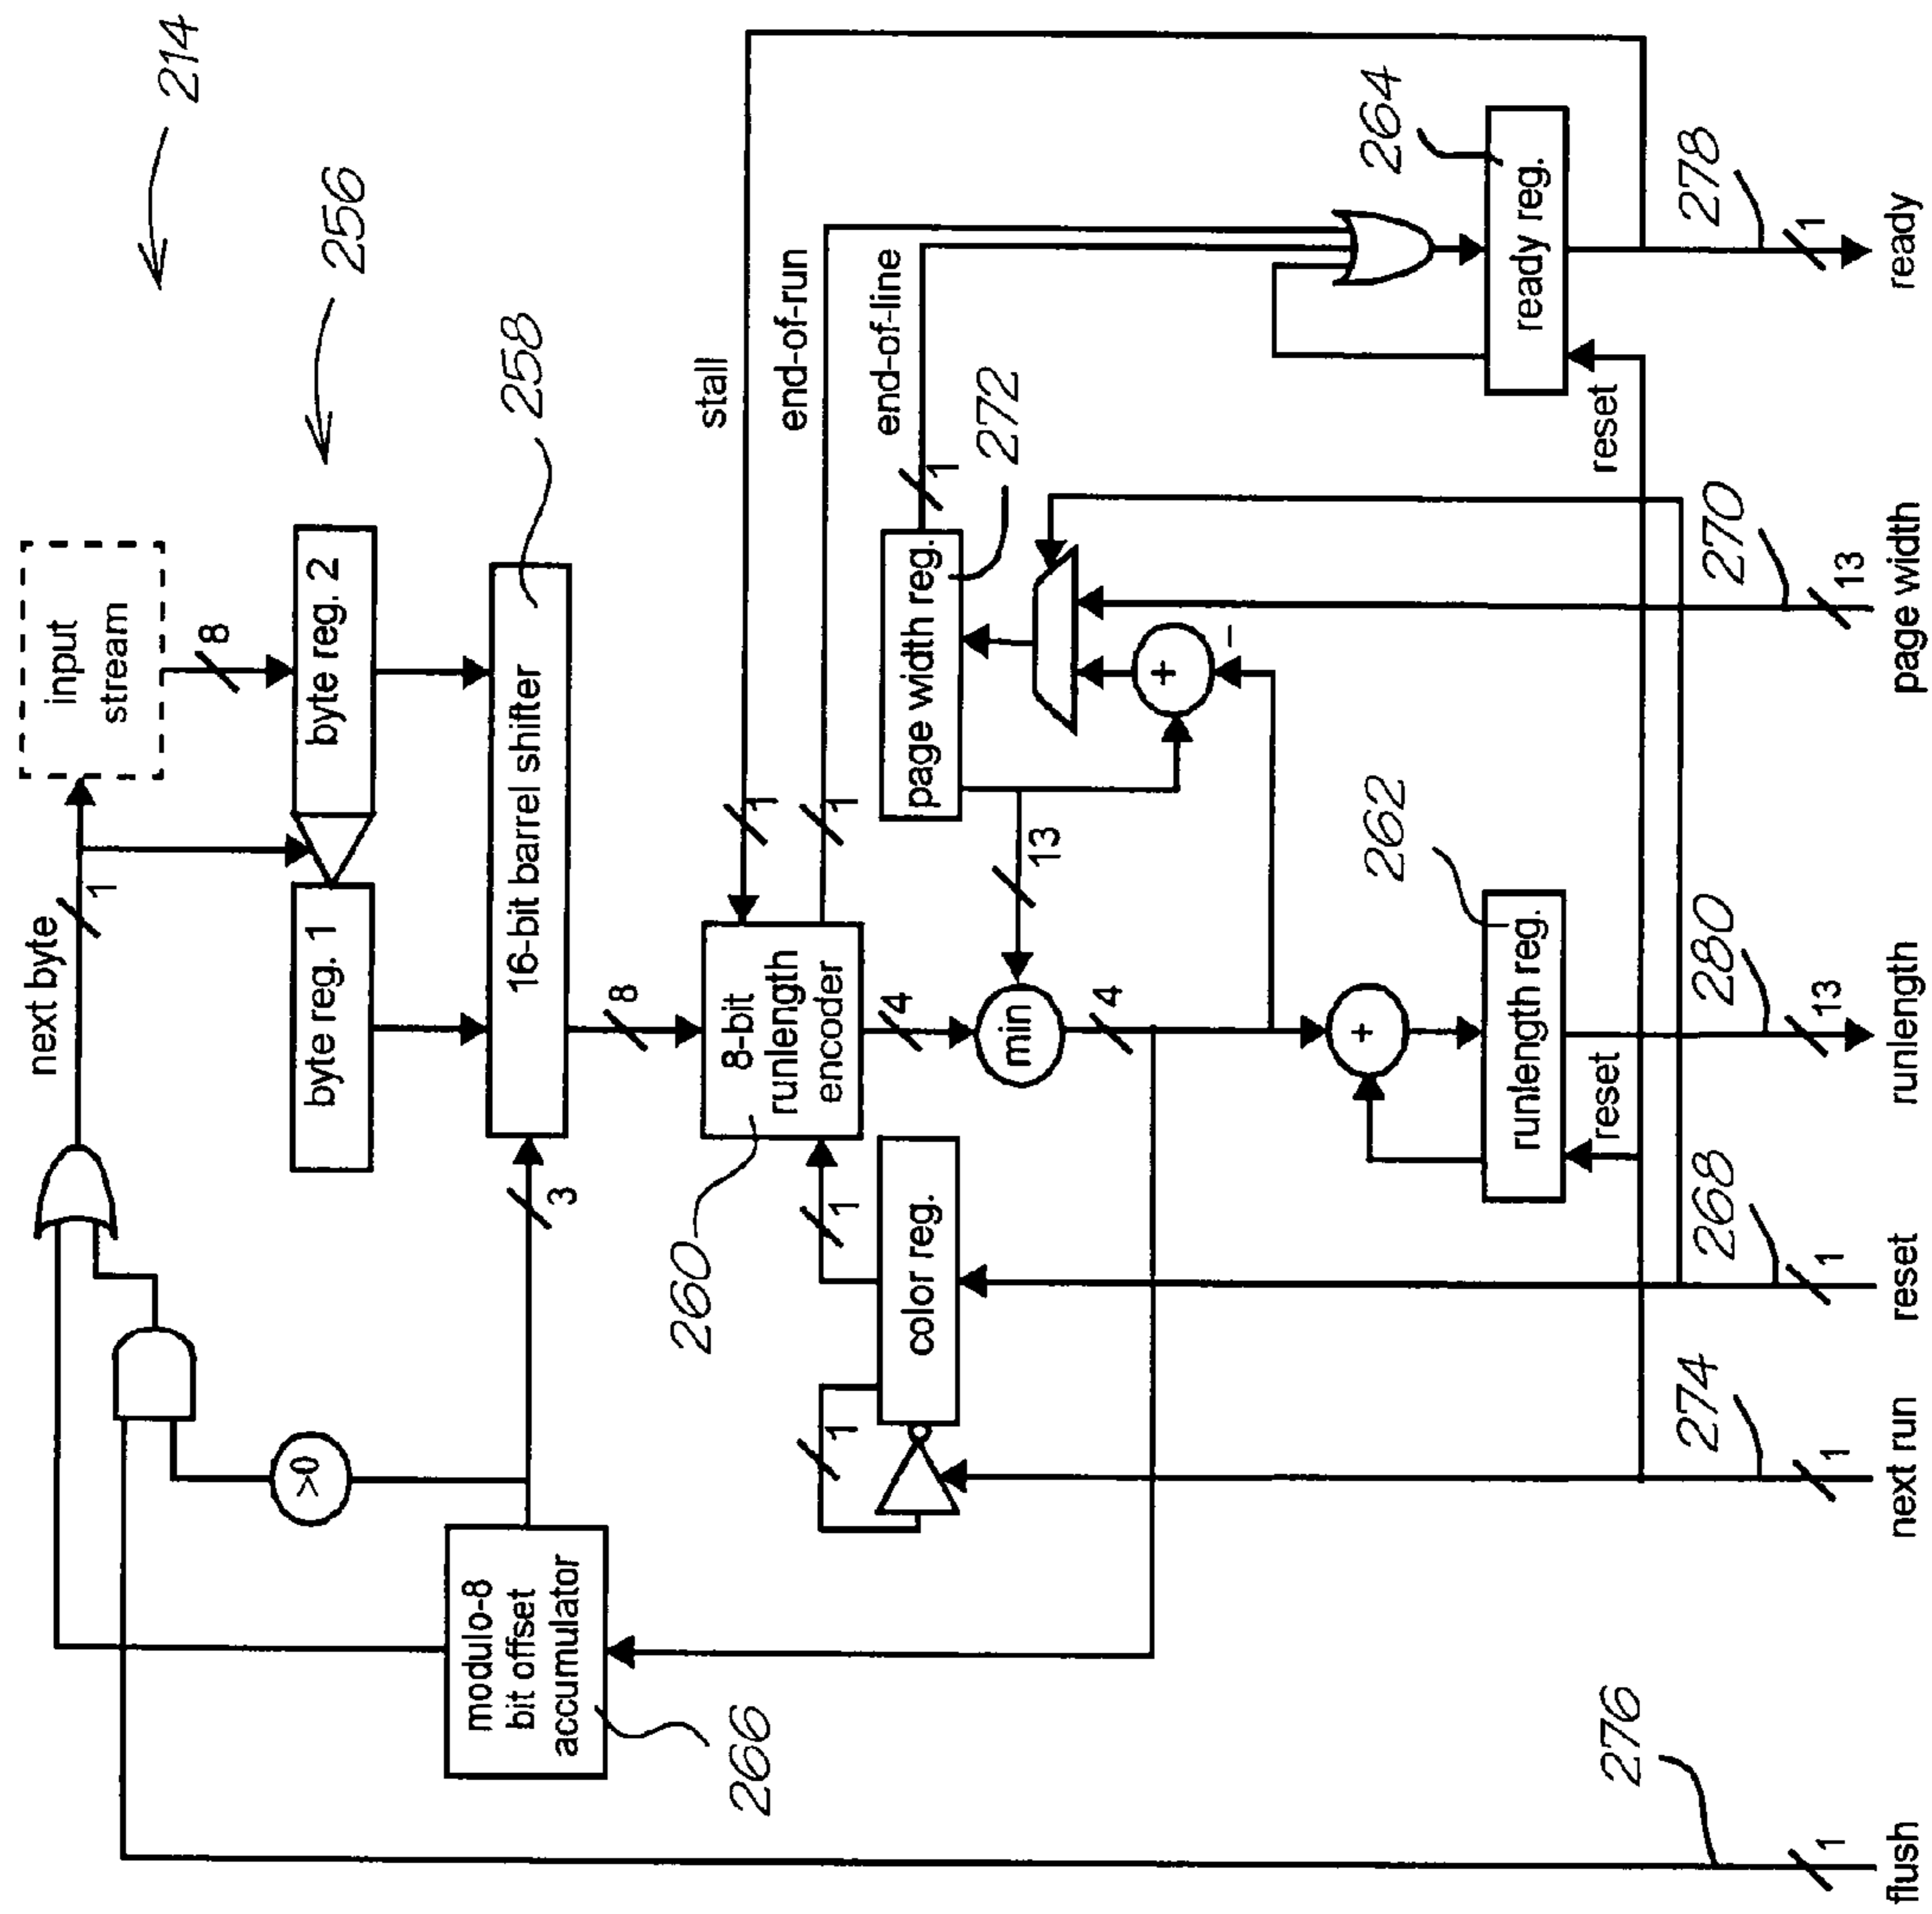 214
256
next byte
1
input
stream
8
byte reg. 1
byte reg. 2
258
16-bit barrel shifter
3
8
>0
modulo-8
bit offset
accumulator
266
260
8-bit
runlength
encoder
stall
1
end-of-run
1
end-of-line
1
page width reg.
272
color reg.
1
1
4
min
13
4
+
−
+
runlength reg.
262
reset
ready reg.
264
reset
276
1
flush
274
1
next run
268
1
reset
280
13
runlength
270
13
page width
278
1
ready